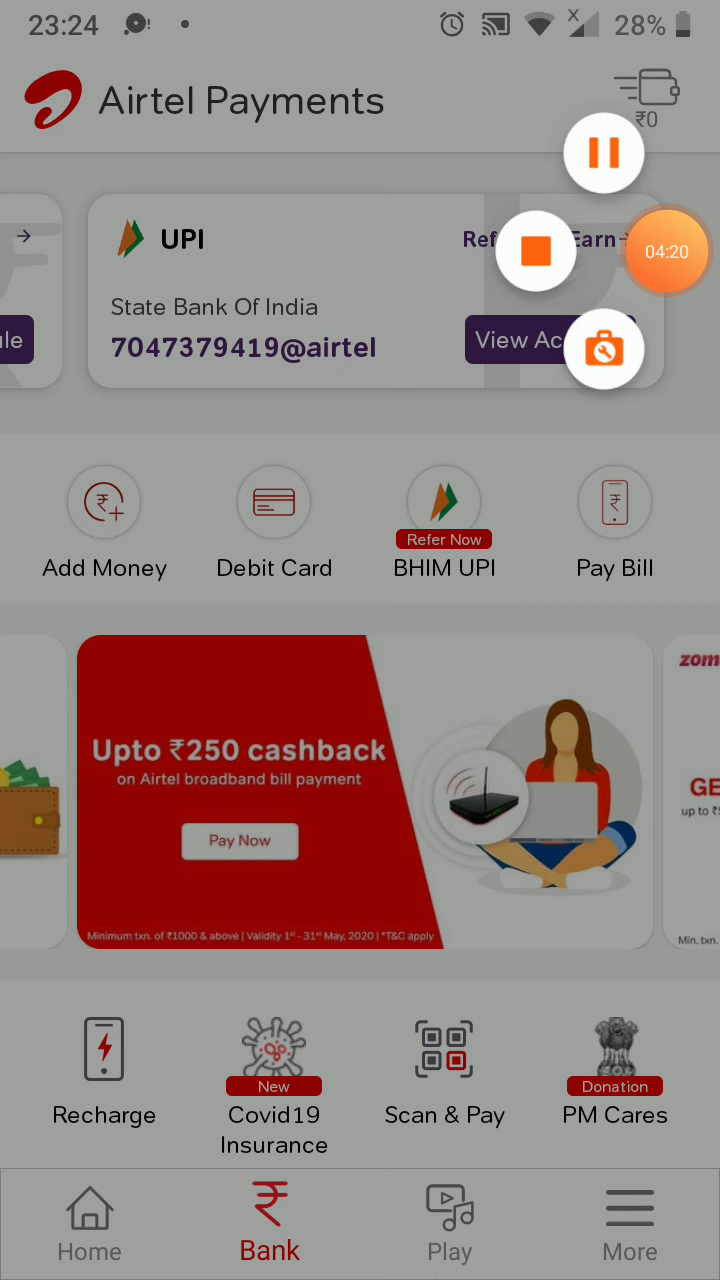 23:24
28%
Airtel Payments
₹0
04:20
UPI
Ref Earn
State Bank Of India
7047379419@airtel
View Ac
Add Money
Debit Card
Refer Now
BHIM UPI
Pay Bill
Upto ₹250 cashback
on Airtel broadband bill payment
Pay Now
Minimum txn. of ₹1000 & above | Validity 1st - 31st May, 2020 | *T&C apply
zom
GE
up to ₹
Min. txn.
Recharge
New
Covid19
Insurance
Scan & Pay
Donation
PM Cares
Home
Bank
Play
More